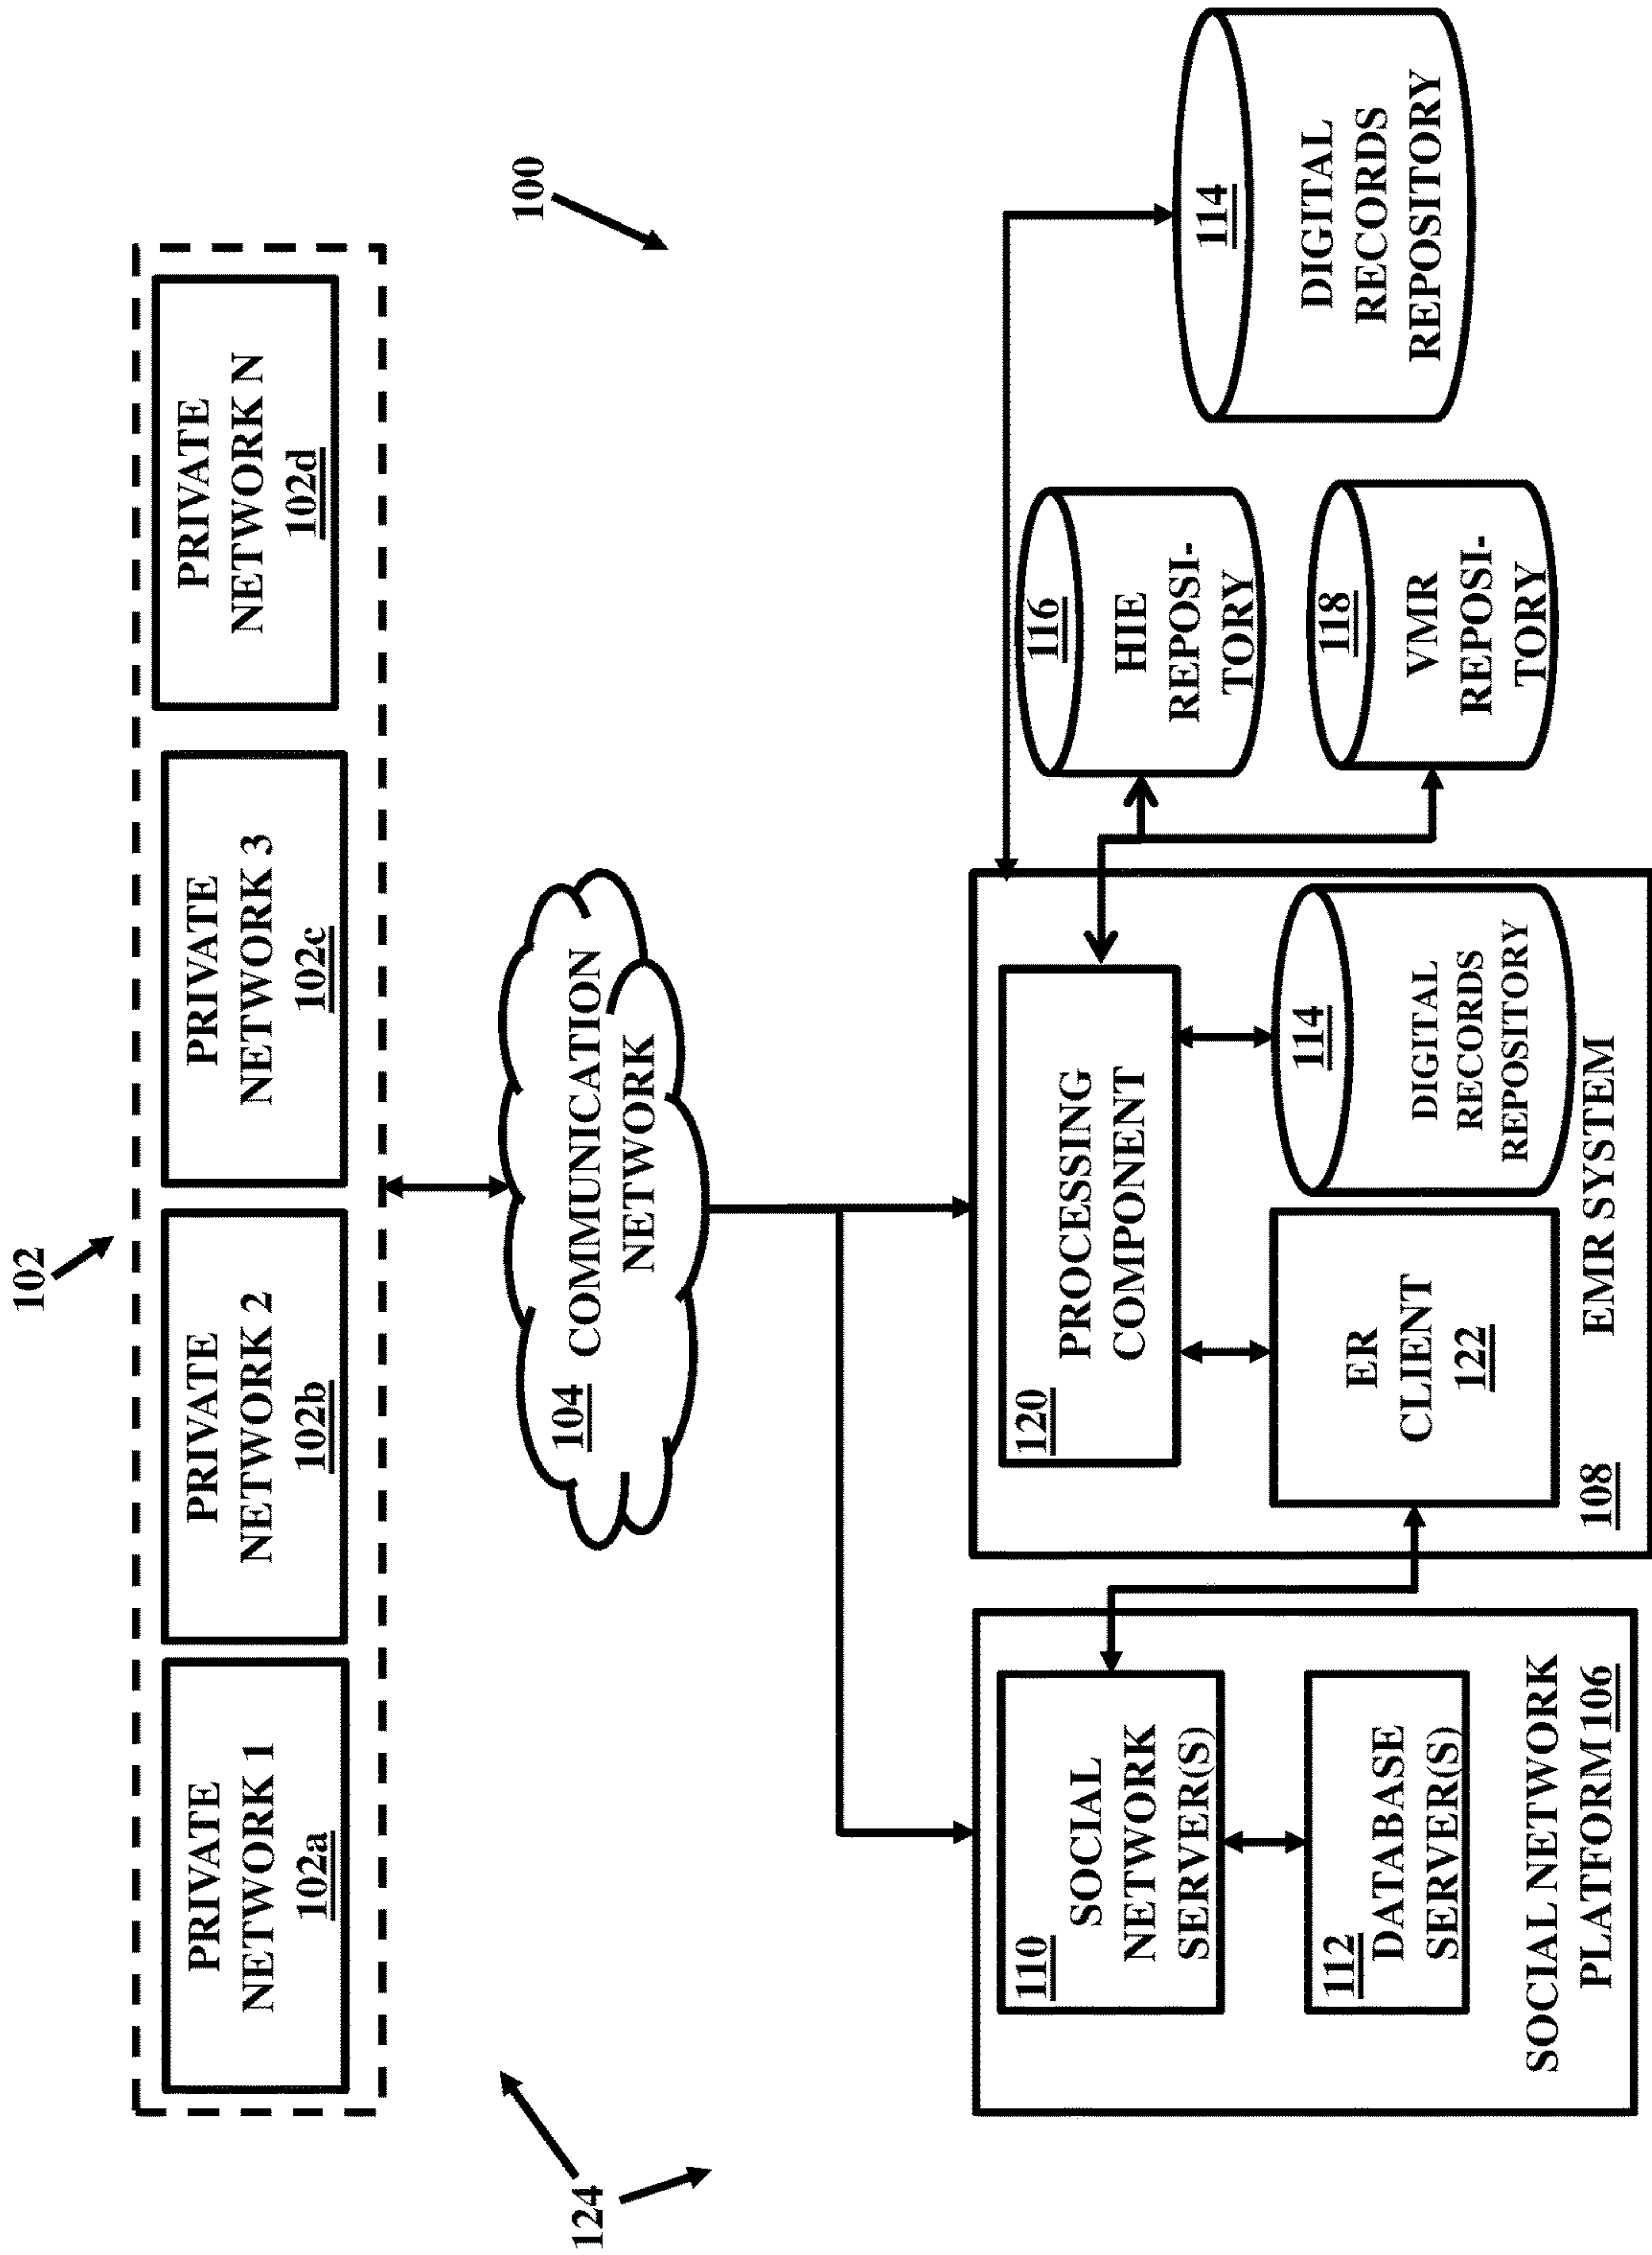 102
PRIVATE
NETWORK 1
102a
PRIVATE
NETWORK 2
102b
PRIVATE
NETWORK 3
102c
PRIVATE
NETWORK N
102d
124
104
COMMUNICATION
NETWORK
100
110
SOCIAL
NETWORK
SERVER(S)
112
DATABASE
SERVER(S)
SOCIAL NETWORK
PLATFORM 106
120
PROCESSING
COMPONENT
ER
CLIENT
122
114
DIGITAL
RECORDS
REPOSITORY
108
EMR SYSTEM
116
HIE
REPOSI-
TORY
118
VMR
REPOSI-
TORY
114
DIGITAL
RECORDS
REPOSITORY